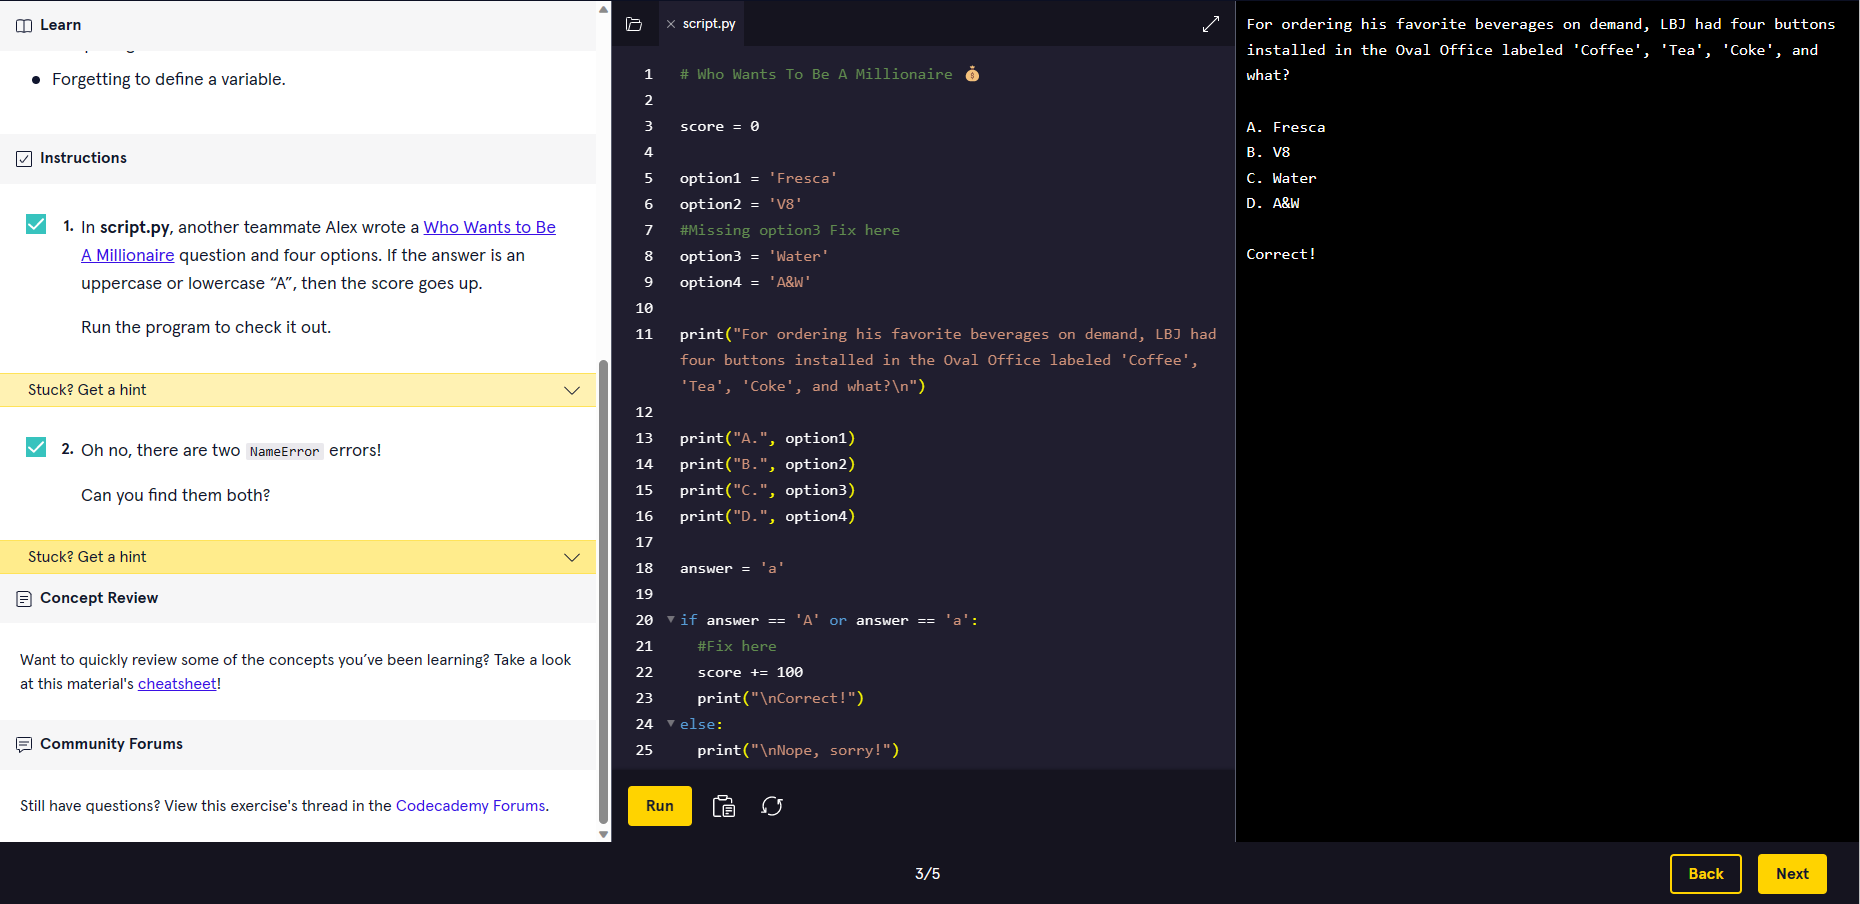 Learn
Forgetting to define a variable.
Instructions
1. In script.py, another teammate Alex wrote a Who Wants to Be
A Millionaire question and four options. If the answer is an
uppercase or lowercase “A”, then the score goes up.
Run the program to check it out.
Stuck? Get a hint
2. Oh no, there are two NameError errors!
Can you find them both?
Stuck? Get a hint
Concept Review
Want to quickly review some of the concepts you’ve been learning? Take a look
at this material's cheatsheet!
Community Forums
Still have questions? View this exercise's thread in the Codecademy Forums.
script.py
1 # Who Wants To Be A Millionaire 💰
2
3 score = 0
4
5 option1 = 'Fresca'
6 option2 = 'V8'
7 #Missing option3 Fix here
8 option3 = 'Water'
9 option4 = 'A&W'
10
11 print("For ordering his favorite beverages on demand, LBJ had
four buttons installed in the Oval Office labeled 'Coffee',
'Tea', 'Coke', and what?\n")
12
13 print("A.", option1)
14 print("B.", option2)
15 print("C.", option3)
16 print("D.", option4)
17
18 answer = 'a'
19
20 if answer == 'A' or answer == 'a':
21 #Fix here
22 score += 100
23 print("\nCorrect!")
24 else:
25 print("\nNope, sorry!")
Run
For ordering his favorite beverages on demand, LBJ had four buttons
installed in the Oval Office labeled 'Coffee', 'Tea', 'Coke', and
what?
A. Fresca
B. V8
C. Water
D. A&W
Correct!
3/5
Back
Next